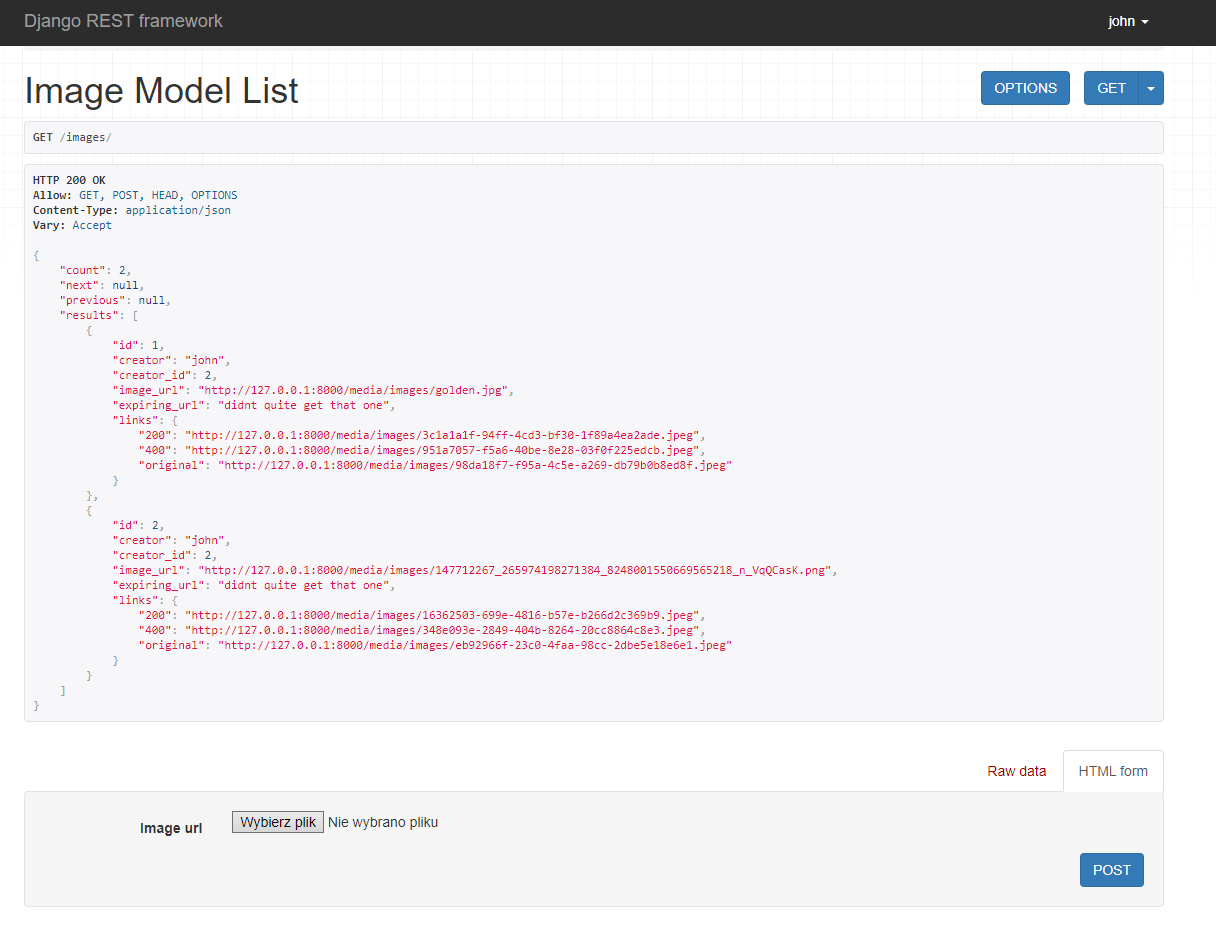 Django REST framework
john
Image Model List
OPTIONS
GET
GET /images/
HTTP 200 OK
Allow: GET, POST, HEAD, OPTIONS
Content-Type: application/json
Vary: Accept
{
    "count": 2,
    "next": null,
    "previous": null,
    "results": [
        {
            "id": 1,
            "creator": "john",
            "creator_id": 2,
            "image_url": "http://127.0.0.1:8000/media/images/golden.jpg",
            "expiring_url": "didnt quite get that one",
            "links": {
                "200": "http://127.0.0.1:8000/media/images/3c1a1a1f-94ff-4cd3-bf30-1f89a4ea2ade.jpeg",
                "400": "http://127.0.0.1:8000/media/images/951a7057-f5a6-40be-8e28-03f0f225edcb.jpeg",
                "original": "http://127.0.0.1:8000/media/images/98da18f7-f95a-4c5e-a269-db79b0b8ed8f.jpeg"
            }
        },
        {
            "id": 2,
            "creator": "john",
            "creator_id": 2,
            "image_url": "http://127.0.0.1:8000/media/images/147712267_265974198271384_8248001550669565218_n_VqQCasK.png",
            "expiring_url": "didnt quite get that one",
            "links": {
                "200": "http://127.0.0.1:8000/media/images/16362503-699e-4816-b57e-b266d2c369b9.jpeg",
                "400": "http://127.0.0.1:8000/media/images/348e093e-2849-404b-8264-20cc8864c8e3.jpeg",
                "original": "http://127.0.0.1:8000/media/images/eb92966f-23c0-4faa-98cc-2dbe5e18e6e1.jpeg"
            }
        }
    ]
}
Raw data
HTML form
Image url
Wybierz plik Nie wybrano pliku
POST